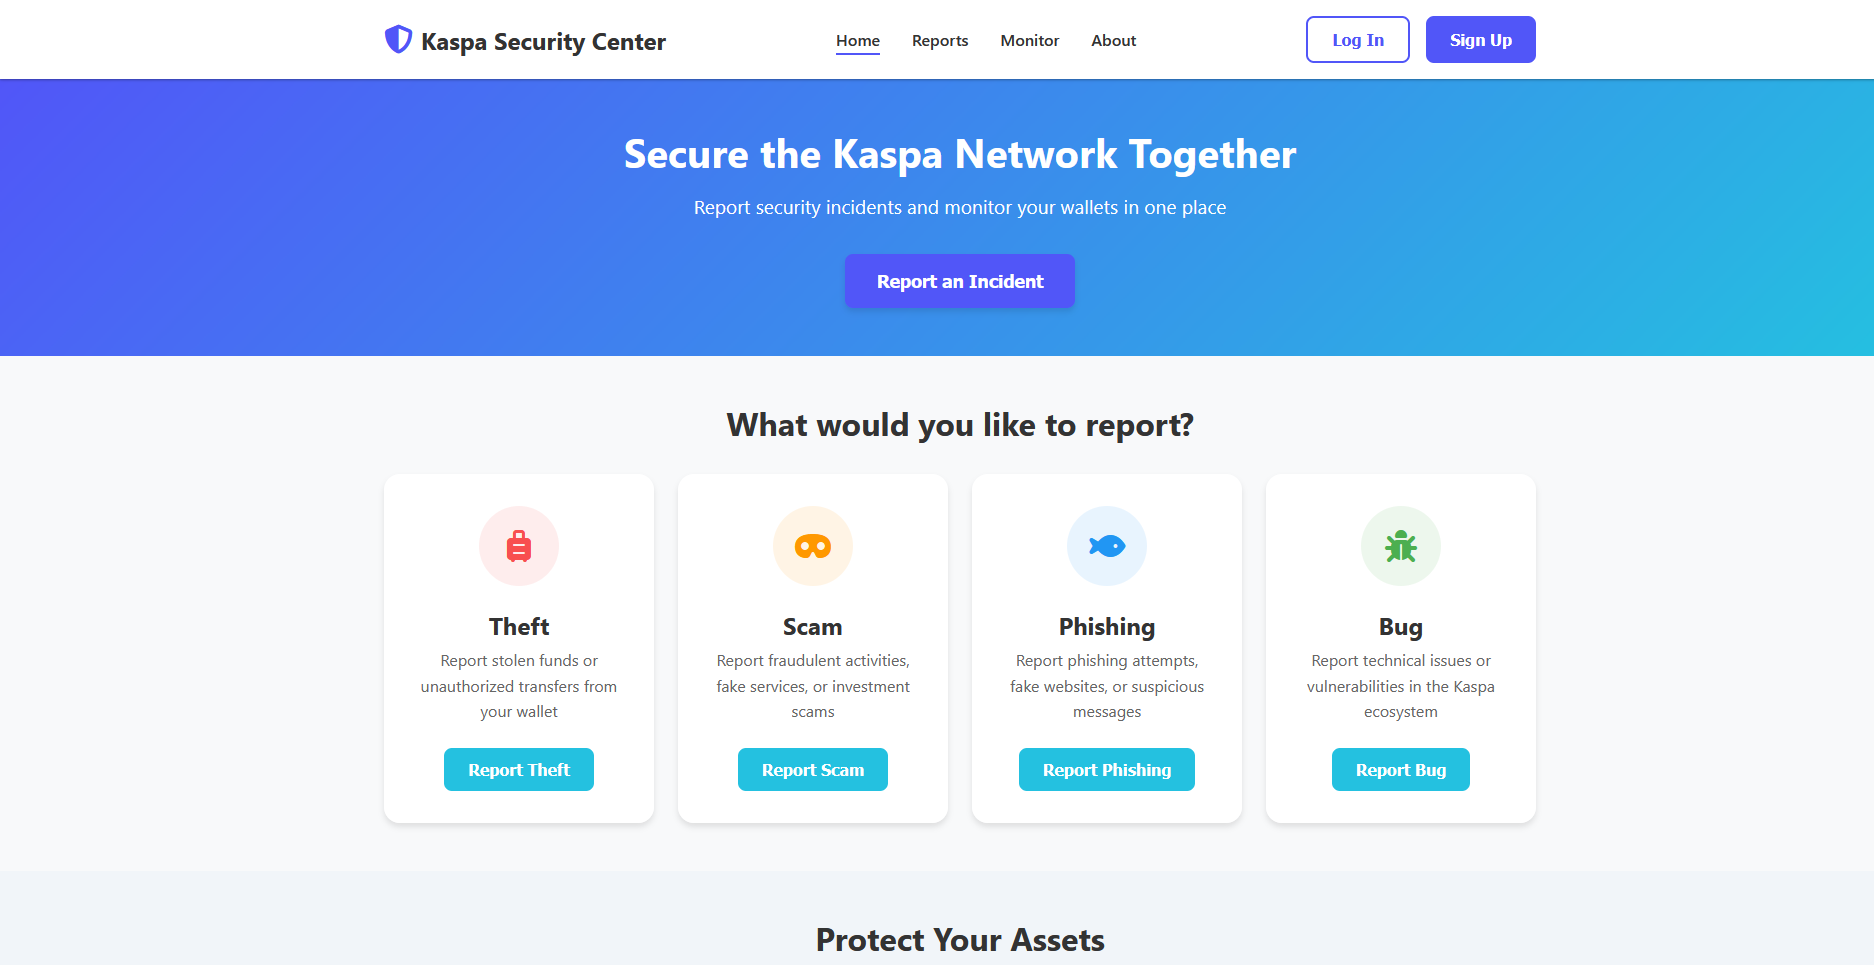 Kaspa Security Center
Home
Reports
Monitor
About
Log In
Sign Up
Secure the Kaspa Network Together
Report security incidents and monitor your wallets in one place
Report an Incident
What would you like to report?
Theft
Report stolen funds or
unauthorized transfers from
your wallet
Report Theft
Scam
Report fraudulent activities,
fake services, or investment
scams
Report Scam
Phishing
Report phishing attempts,
fake websites, or suspicious
messages
Report Phishing
Bug
Report technical issues or
vulnerabilities in the Kaspa
ecosystem
Report Bug
Protect Your Assets